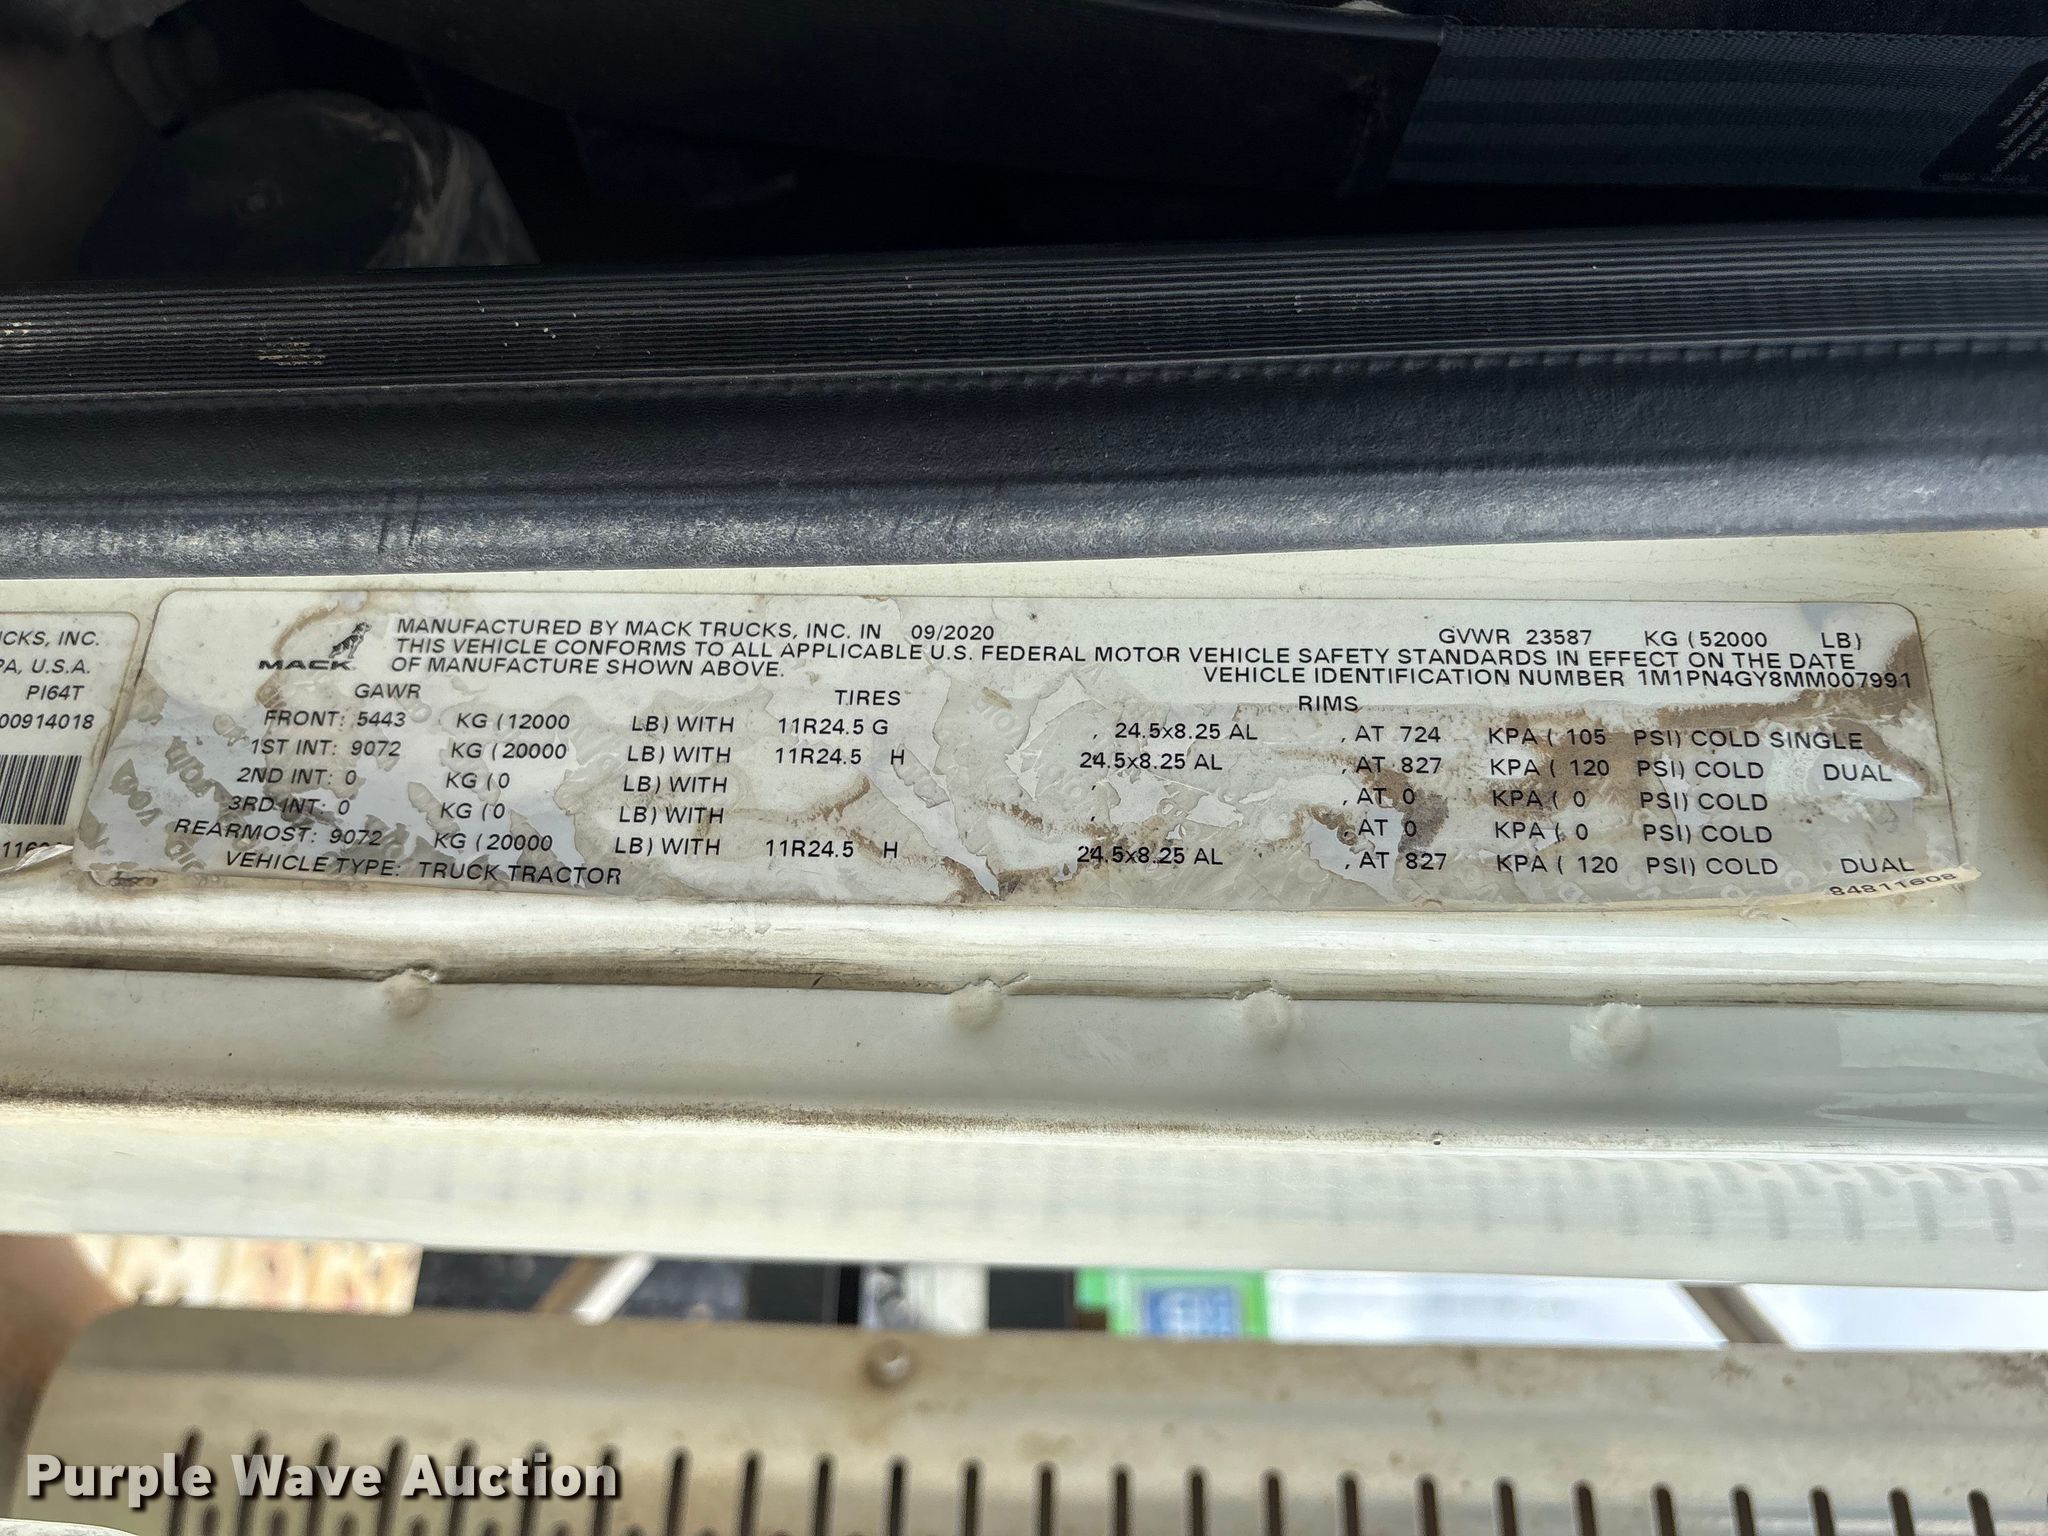 ICKS, INC.
PA, U.S.A.
PI64T
00914018
MACK
MANUFACTURED BY MACK TRUCKS, INC. IN 09/2020 GVWR 23587 KG (52000 LB)
THIS VEHICLE CONFORMS TO ALL APPLICABLE U.S. FEDERAL MOTOR VEHICLE SAFETY STANDARDS IN EFFECT ON THE DATE
OF MANUFACTURE SHOWN ABOVE. VEHICLE IDENTIFICATION NUMBER 1M1PN4GY8MM007991
GAWR TIRES RIMS
FRONT: 5443 KG (12000 LB) WITH 11R24.5 G , 24.5x8.25 AL , AT 724 KPA ( 105 PSI) COLD SINGLE
1ST INT: 9072 KG (20000 LB) WITH 11R24.5 H , 24.5x8.25 AL , AT 827 KPA ( 120 PSI) COLD DUAL
2ND INT: 0 KG (0 LB) WITH , , AT 0 KPA ( 0 PSI) COLD
3RD INT: 0 KG (0 LB) WITH , , AT 0 KPA ( 0 PSI) COLD
REARMOST: 9072 KG (20000 LB) WITH 11R24.5 H , 24.5x8.25 AL , AT 827 KPA ( 120 PSI) COLD DUAL
VEHICLE TYPE: TRUCK TRACTOR
84811608
Purple Wave Auction